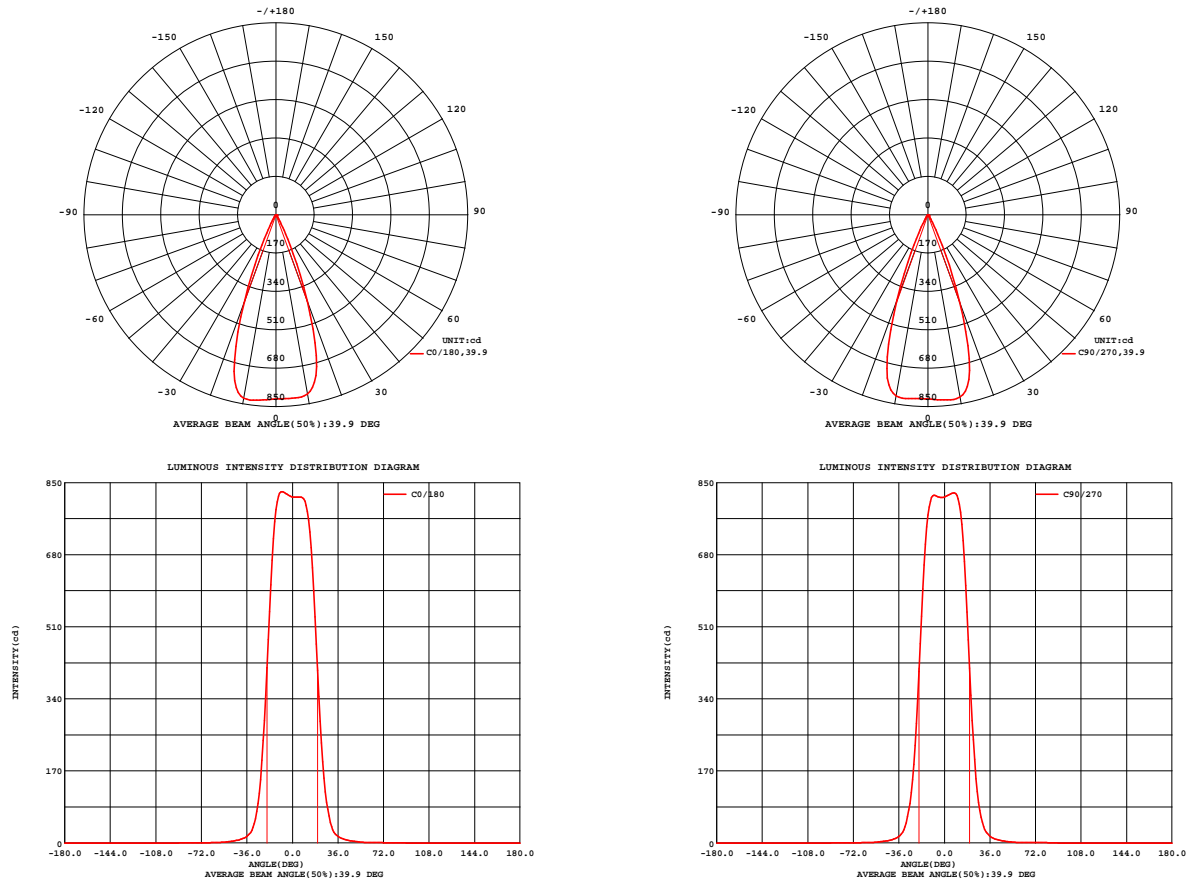 -/+180
-150 150
-120 120
-90 0 90
170
340
-60 510 60
UNIT:cd
680 C0/180,39.9
-30 850 30
0
AVERAGE BEAM ANGLE(50%):39.9 DEG
-/+180
-150 150
-120 120
-90 0 90
170
340
-60 510 60
UNIT:cd
680 C90/270,39.9
-30 850 30
0
AVERAGE BEAM ANGLE(50%):39.9 DEG
LUMINOUS INTENSITY DISTRIBUTION DIAGRAM
850
C0/180
680
510
INTENSITY(cd)
340
170
0
-180.0 -144.0 -108.0 -72.0 -36.0 0.0 36.0 72.0 108.0 144.0 180.0
ANGLE(DEG)
AVERAGE BEAM ANGLE(50%):39.9 DEG
LUMINOUS INTENSITY DISTRIBUTION DIAGRAM
850
C90/270
680
510
INTENSITY(cd)
340
170
0
-180.0 -144.0 -108.0 -72.0 -36.0 0.0 36.0 72.0 108.0 144.0 180.0
ANGLE(DEG)
AVERAGE BEAM ANGLE(50%):39.9 DEG